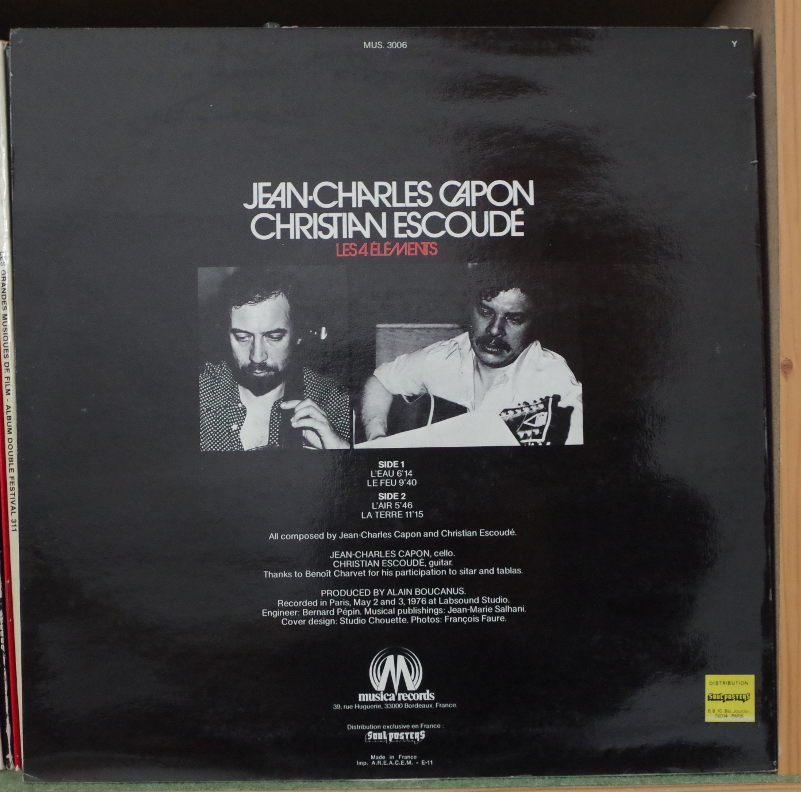 MUS. 3006
Y
JEAN-CHARLES CAPON
CHRISTIAN ESCOUDÉ
LES 4 ÉLÉMENTS
SIDE 1
L'EAU 6'14
LE FEU 9'40
SIDE 2
L'AIR 5'46
LA TERRE 11'15
All composed by Jean-Charles Capon and Christian Escoudé.
JEAN-CHARLES CAPON, cello.
CHRISTIAN ESCOUDÉ, guitar.
Thanks to Benoît Charvet for his participation to sitar and tablas.
PRODUCED BY ALAIN BOUCANUS.
Recorded in Paris, May 2 and 3, 1976 at Labsound Studio.
Engineer: Bernard Pépin. Musical publishings: Jean-Marie Salhani.
Cover design: Studio Chouette. Photos: François Faure.
musica records
39, rue Huguerie, 33000 Bordeaux, France.
Distribution exclusive en France :
Soul posters
Made in France
Imp. A.R.E.A.C.E.M. - E-11
DISTRIBUTION
Soul posters
75014 PARIS
GRANDES MUSIQUES DE FILM - ALBUM DOUBLE FESTIVAL 311